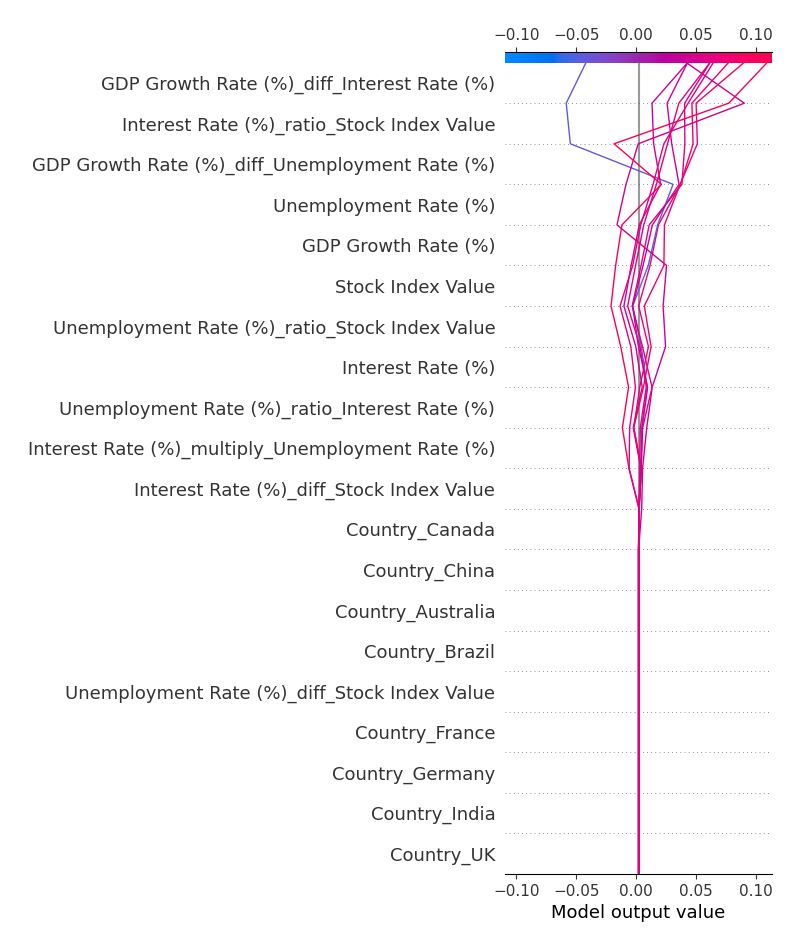 −0.10 −0.05 0.00 0.05 0.10
GDP Growth Rate (%)_diff_Interest Rate (%)
Interest Rate (%)_ratio_Stock Index Value
GDP Growth Rate (%)_diff_Unemployment Rate (%)
Unemployment Rate (%)
GDP Growth Rate (%)
Stock Index Value
Unemployment Rate (%)_ratio_Stock Index Value
Interest Rate (%)
Unemployment Rate (%)_ratio_Interest Rate (%)
Interest Rate (%)_multiply_Unemployment Rate (%)
Interest Rate (%)_diff_Stock Index Value
Country_Canada
Country_China
Country_Australia
Country_Brazil
Unemployment Rate (%)_diff_Stock Index Value
Country_France
Country_Germany
Country_India
Country_UK
−0.10 −0.05 0.00 0.05 0.10
Model output value